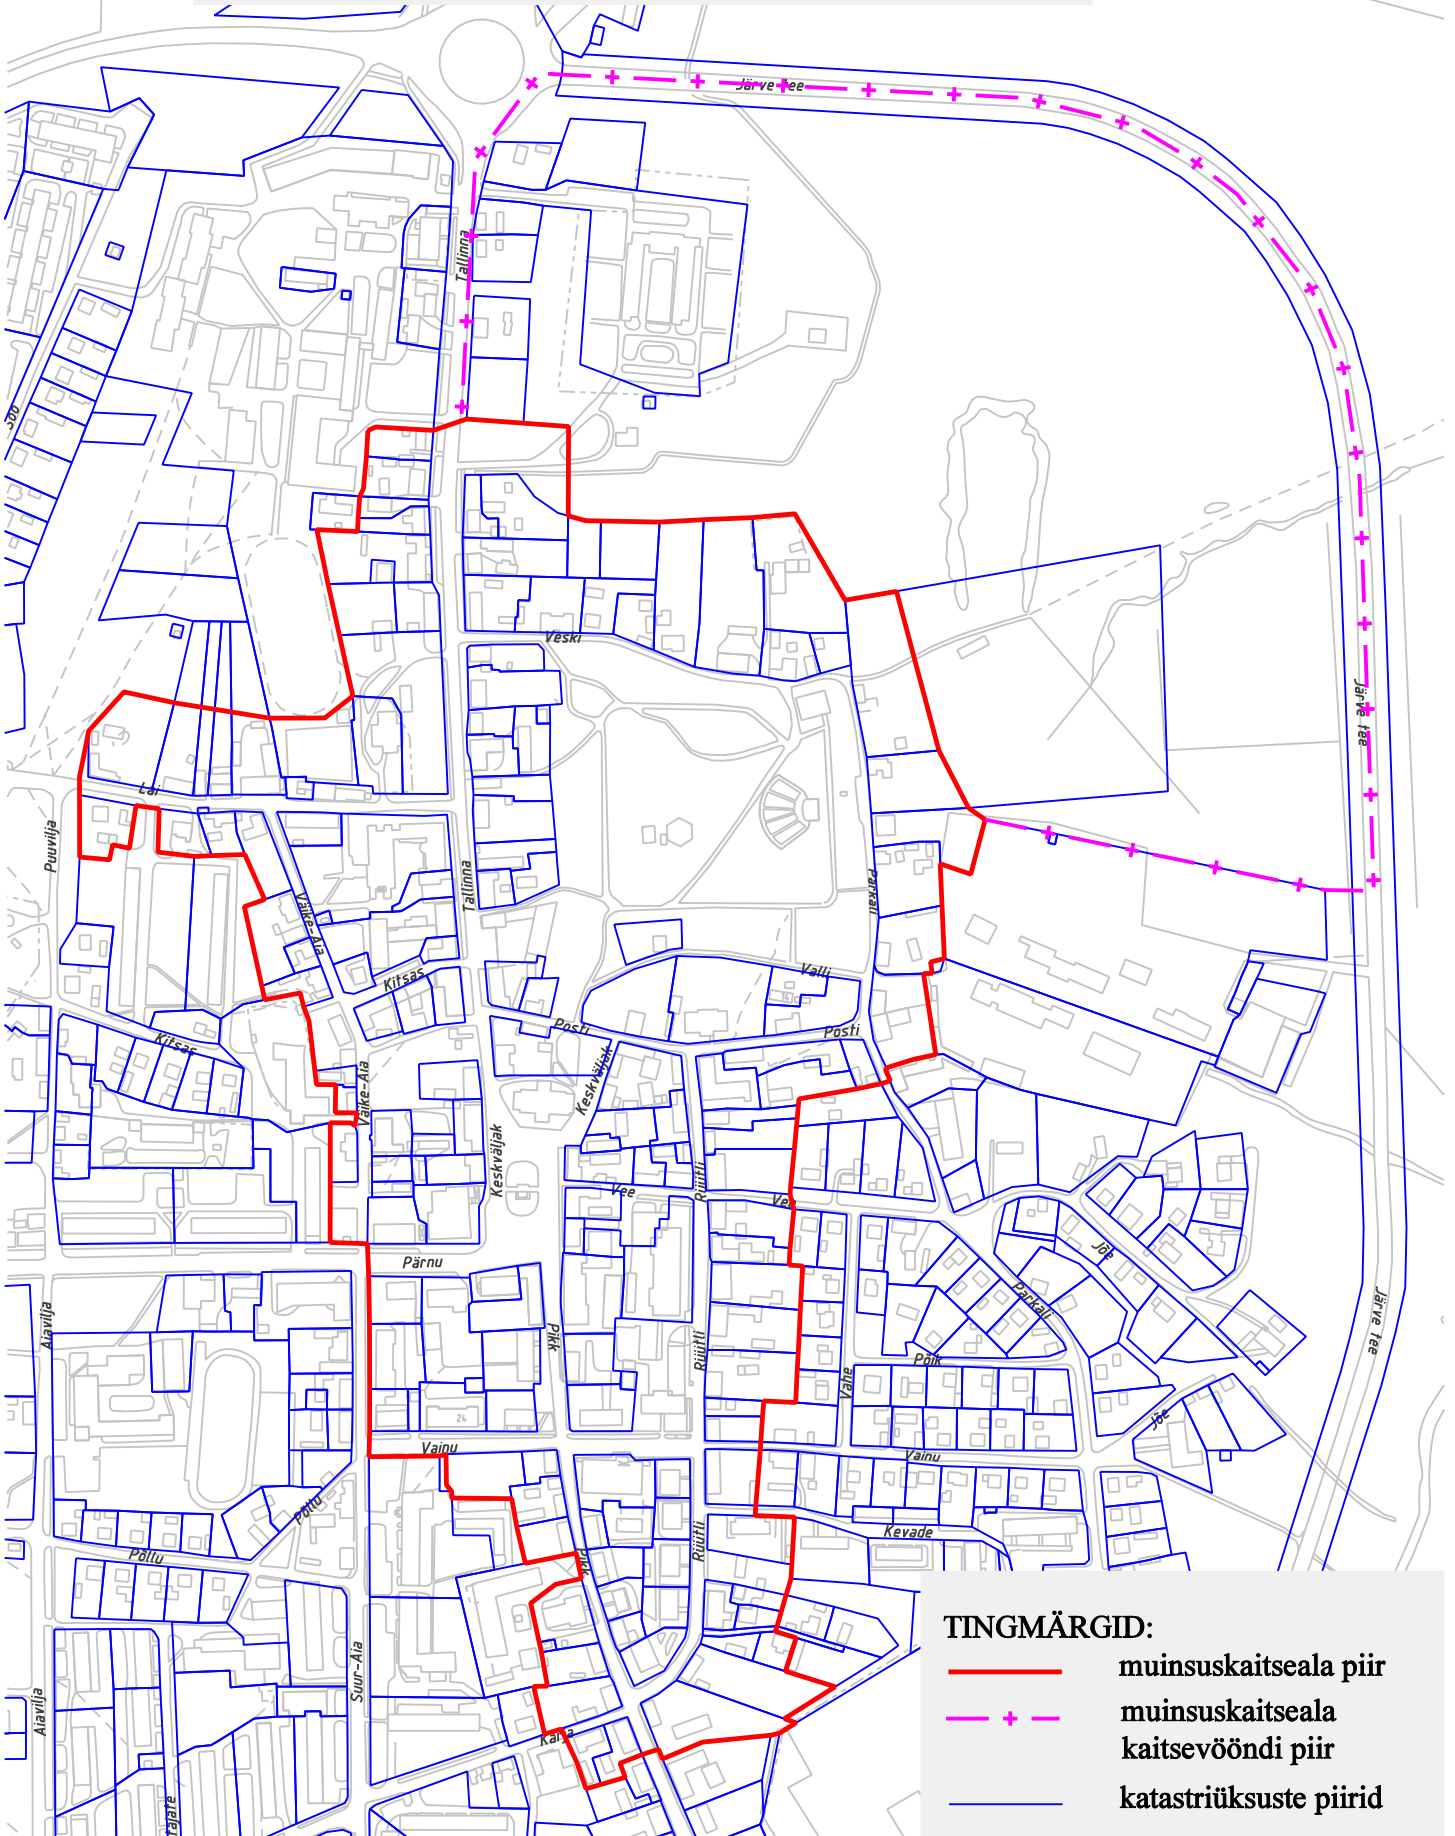 Järve tee
Tallinna
Soo
Veski
Lai
Puuvilja
Tallinna
Parkali
Järve tee
Väike-Aia
Kitsas
Valli
Posti
Posti
Kitsas
Keskväljak
Väike-Aia
Keskväljak
Rüütli
Vee
Vee
Pärnu
Jõe
Parkali
Aiavilja
Pikk
Rüütli
Järve tee
Põik
Vahe
24
Jõe
Vainu
Vainu
Põllu
Kevade
Põllu
Pikk
Rüütli
Suur-Aia
Aiavilja
Karja
TINGMÄRGID:
muinsuskaitseala piir
muinsuskaitseala
kaitsevööndi piir
katastriüksuste piirid